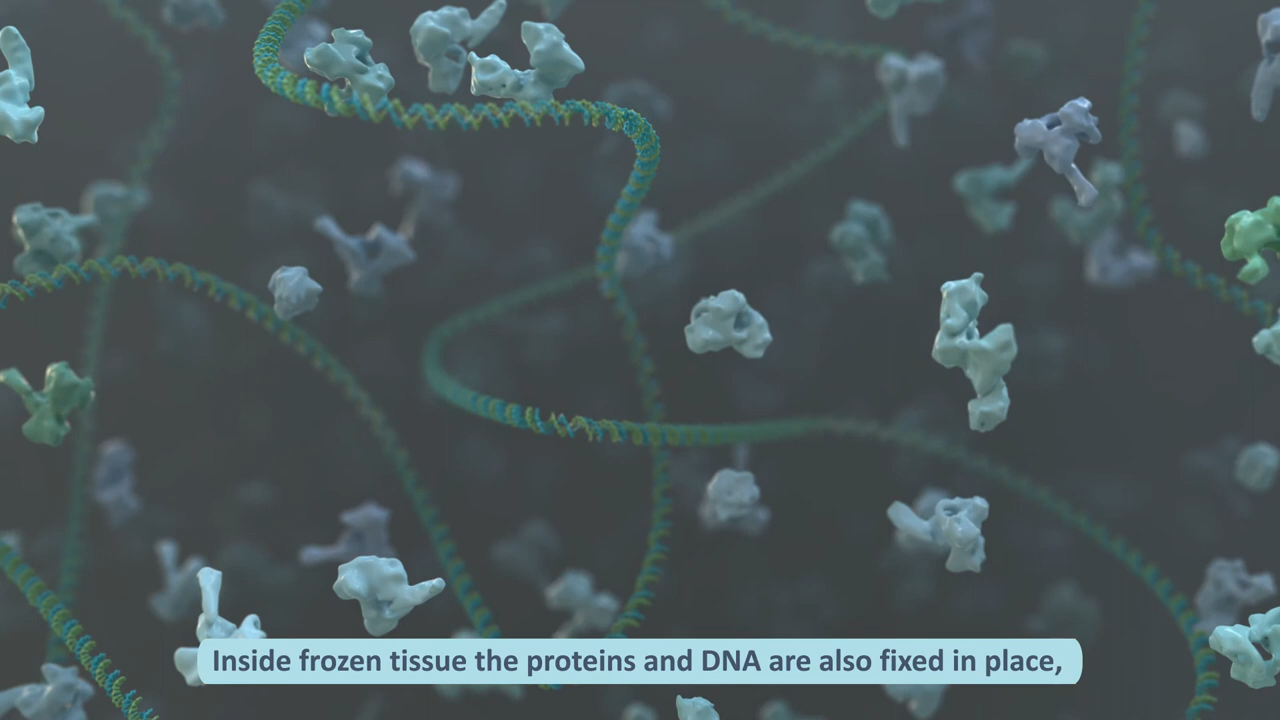 Inside frozen tissue the proteins and DNA are also fixed in place,